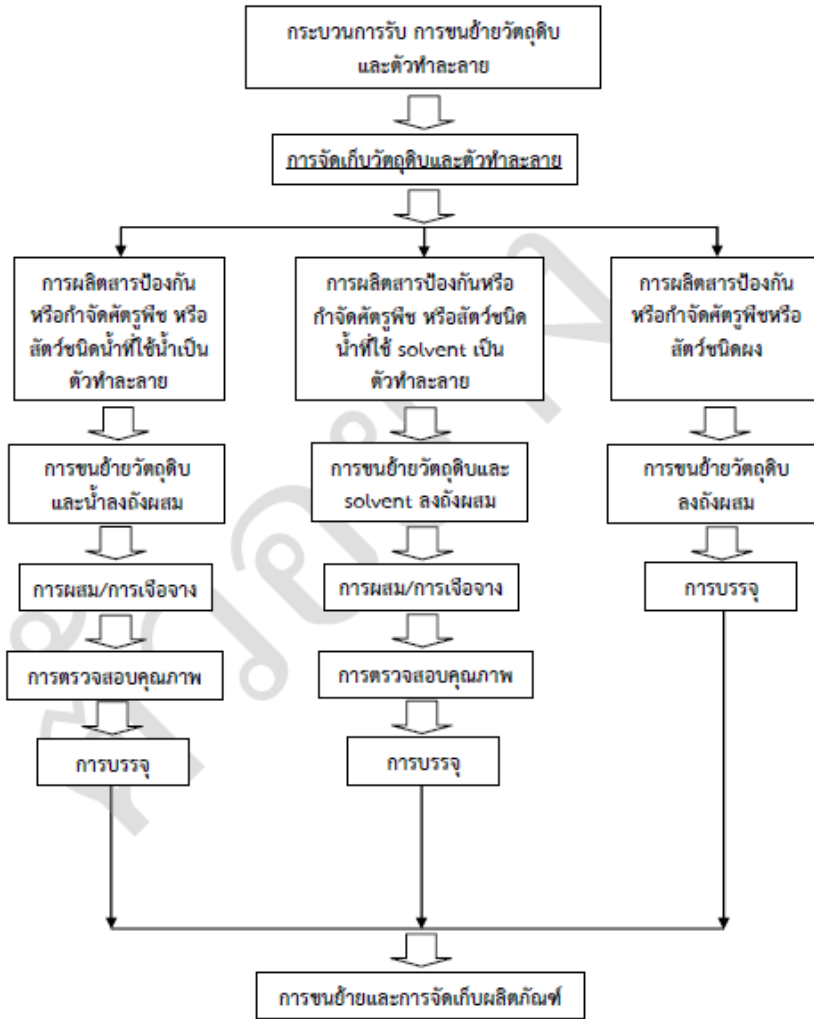 กระบวนการรับ การขนย้ายวัตถุดิบ
และตัวทำละลาย
การจัดเก็บวัตถุดิบและตัวทำละลาย
การผลิตสารป้องกัน
หรือกำจัดศัตรูพืช หรือ
สัตว์ชนิดน้ำที่ใช้น้ำเป็น
ตัวทำละลาย
การขนย้ายวัตถุดิบ
และน้ำลงถังผสม
การผสม/การเจือจาง
การตรวจสอบคุณภาพ
การบรรจุ
การผลิตสารป้องกันหรือ
กำจัดศัตรูพืช หรือสัตว์ชนิด
น้ำที่ใช้ solvent เป็น
ตัวทำละลาย
การขนย้ายวัตถุดิบและ
solvent ลงถังผสม
การผสม/การเจือจาง
การตรวจสอบคุณภาพ
การบรรจุ
การผลิตสารป้องกัน
หรือกำจัดศัตรูพืชหรือ
สัตว์ชนิดผง
การขนย้ายวัตถุดิบ
ลงถังผสม
การบรรจุ
การขนย้ายและการจัดเก็บผลิตภัณฑ์
ตัวอย่าง